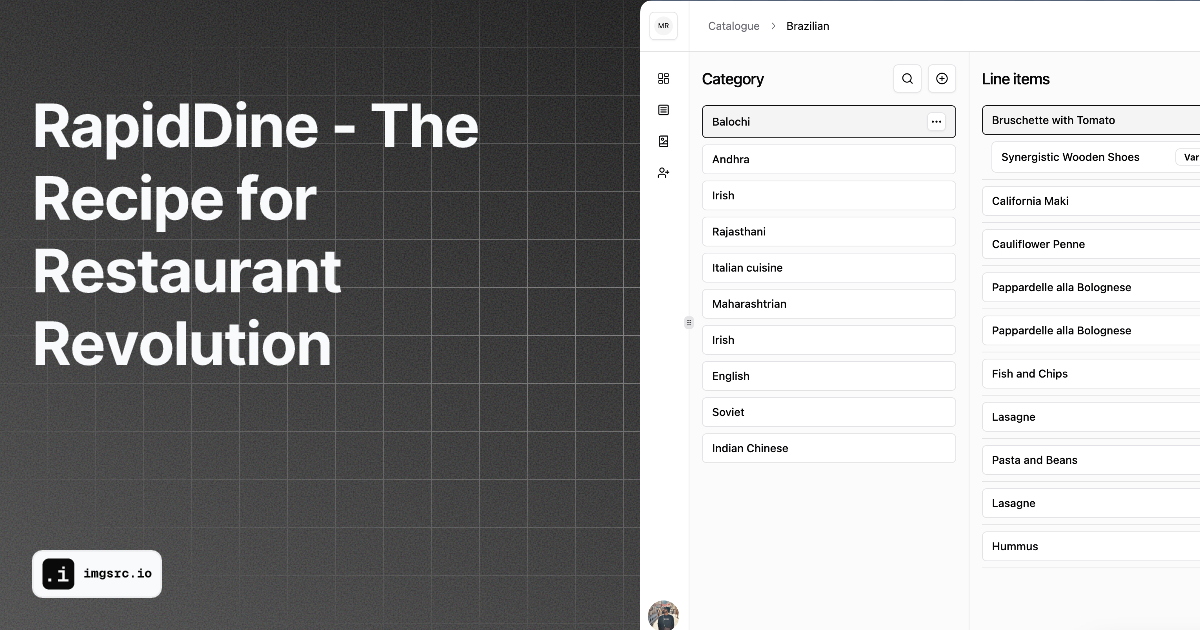 RapidDine - The
Recipe for
Restaurant
Revolution
.i imgsrc.io
MR
Catalogue > Brazilian
Category
Balochi
Andhra
Irish
Rajasthani
Italian cuisine
Maharashtrian
Irish
English
Soviet
Indian Chinese
Line items
Bruschette with Tomato
Synergistic Wooden Shoes
Var
California Maki
Cauliflower Penne
Pappardelle alla Bolognese
Pappardelle alla Bolognese
Fish and Chips
Lasagne
Pasta and Beans
Lasagne
Hummus